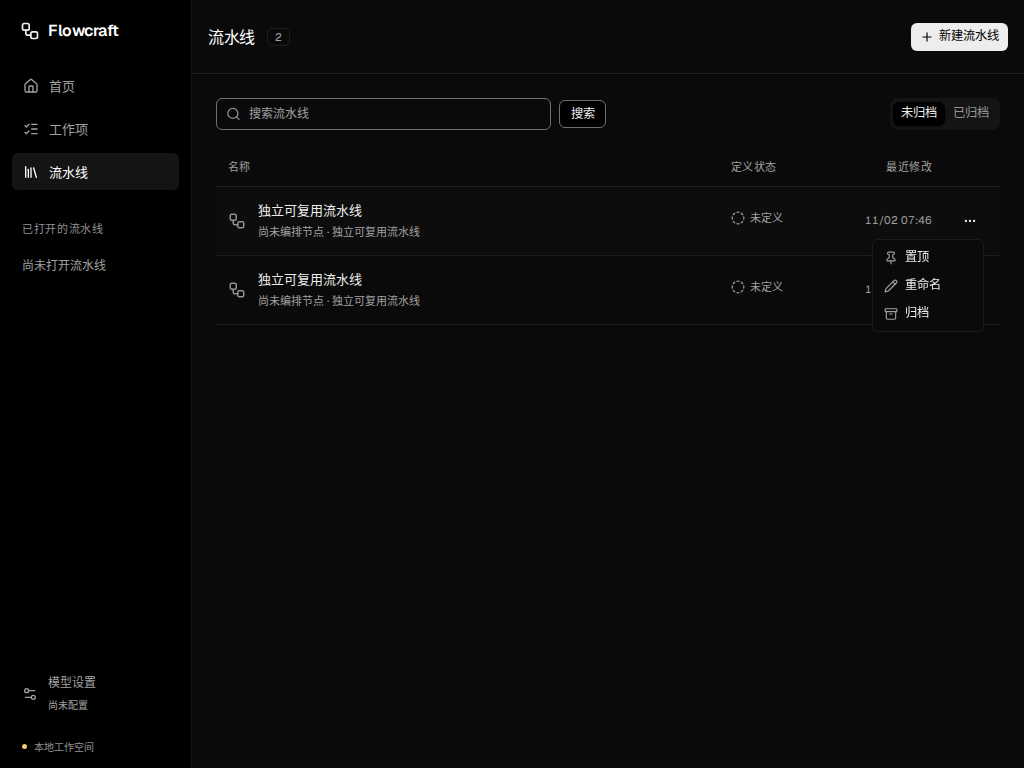 Flowcraft
首页
工作项
流水线
已打开的流水线
尚未打开流水线
模型设置
尚未配置
本地工作空间
流水线 2
新建流水线
搜索流水线
搜索
未归档 已归档
名称 定义状态 最近修改
独立可复用流水线
尚未编排节点 · 独立可复用流水线
未定义
11/02 07:46
独立可复用流水线
尚未编排节点 · 独立可复用流水线
未定义
1
置顶
重命名
归档